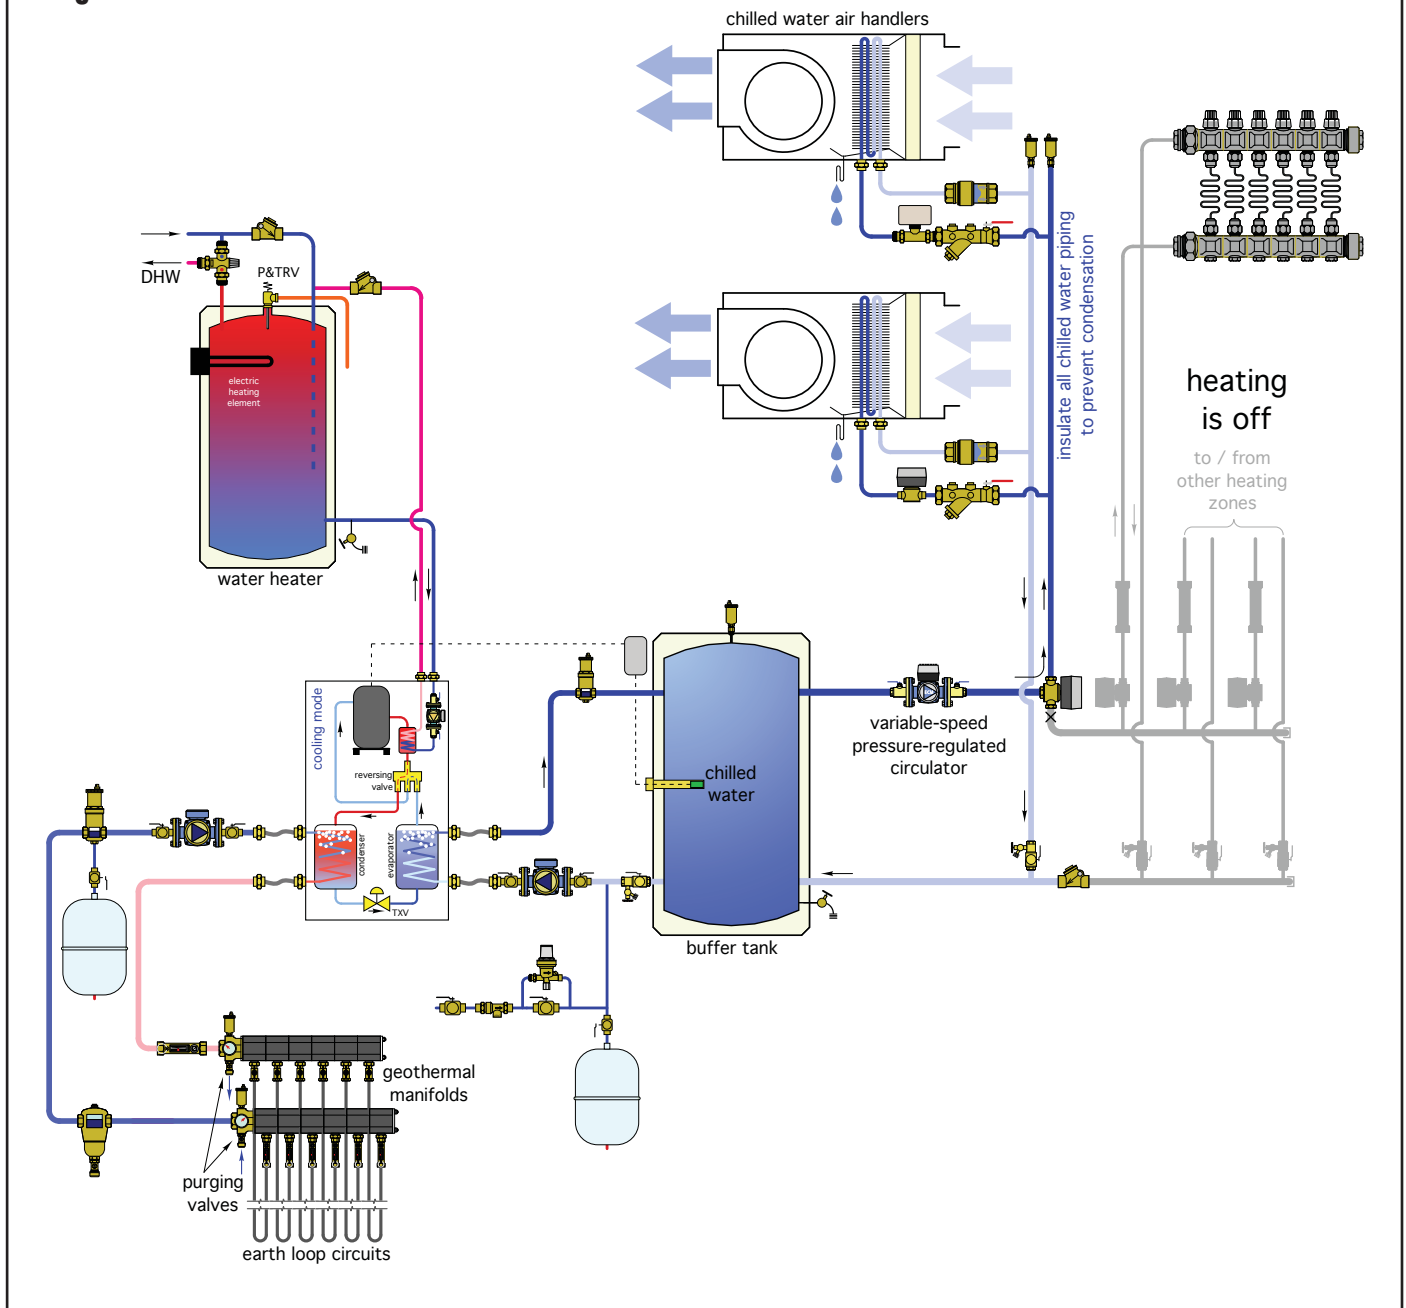 chilled water air handlers
P&TRV
DHW
electric
heating
element
water heater
insulate all chilled water piping
to prevent condensation
heating
is off
to / from
other heating
zones
cooling mode
reversing
valve
condenser
evaporator
TXV
chilled
water
variable-speed
pressure-regulated
circulator
buffer tank
geothermal
manifolds
purging
valves
earth loop circuits